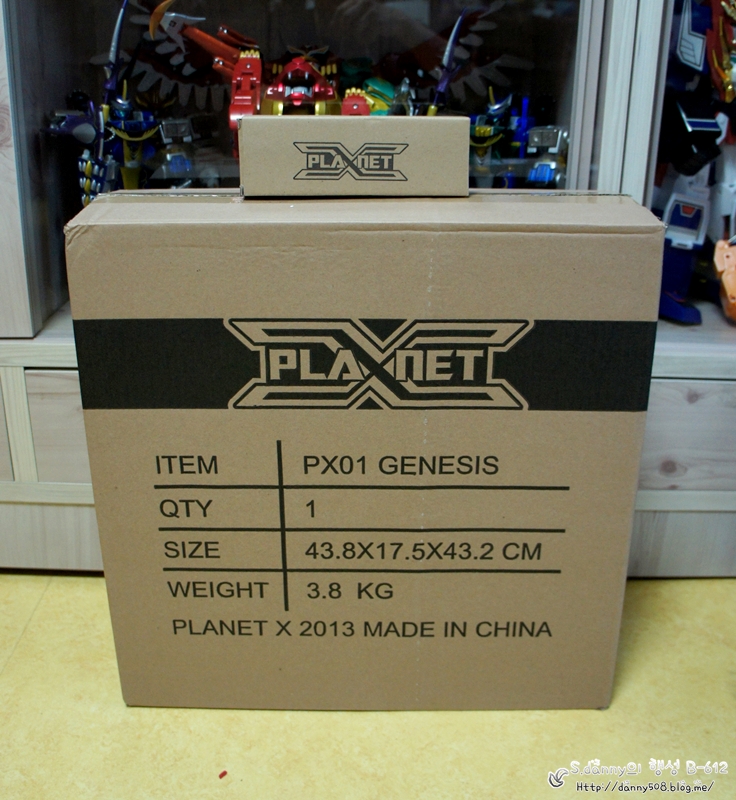 PLANET
PLANET
ITEM PX01 GENESIS
QTY 1
SIZE 43.8X17.5X43.2 CM
WEIGHT 3.8 KG
PLANET X 2013 MADE IN CHINA
S.danny의 행성 B-612
Http://danny508.blog.me/